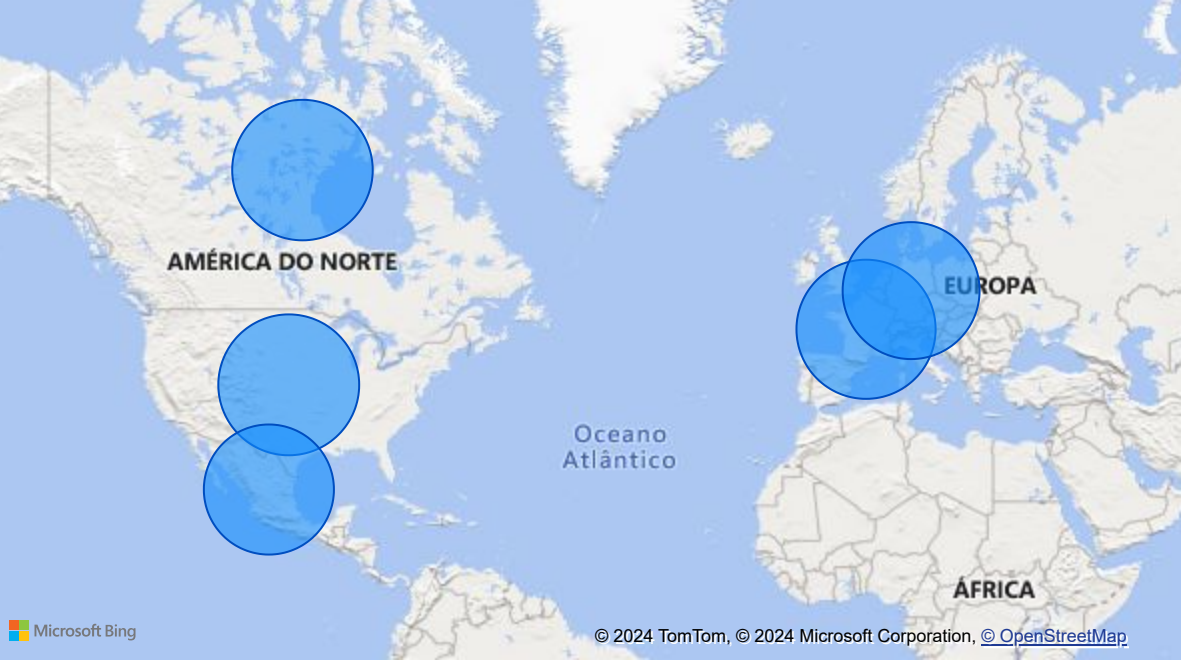 AMÉRICA DO NORTE
EUROPA
Oceano
Atlântico
ÁFRICA
Microsoft Bing
© 2024 TomTom, © 2024 Microsoft Corporation, © OpenStreetMap